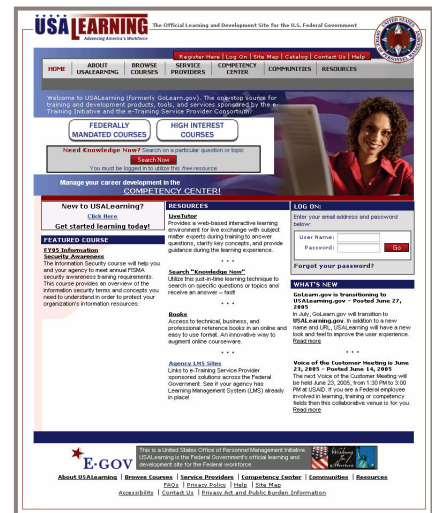 USALEARNING
The Official Learning and Development Site for the U.S. Federal Government
Advancing America's Workforce
Register Here | Log On | Site Map | Catalog | Contact Us | Help
HOME
ABOUT
USALEARNING
BROWSE
COURSES
SERVICE
PROVIDERS
COMPETENCY
CENTER
COMMUNITIES
RESOURCES
Welcome to USALearning (formerly GoLearn.gov). The one-stop source for
training and development products, tools, and services sponsored by the e-
Training Initiative and the e-Training Service Provider Consortium.
FEDERALLY
MANDATED COURSES
HIGH INTEREST
COURSES
Need Knowledge Now? Search on a particular question or topic
Search Now
You must be logged in to utilize this free resource
Manage your career development in the
COMPETENCY CENTER!
New to USALearning?
Click Here
Get started learning today!
FEATURED COURSE
FY05 Information
Security Awareness
The Information Security course will help you
and your agency to meet annual FISMA
security awareness training requirements.
This course provides an overview of the
information security terms and concepts you
need to understand in order to protect your
organization's information resources.
RESOURCES
LiveTutor
Provides a web-based interactive learning
environment for live exchange with subject
matter experts during training to answer
questions, clarify key concepts, and provide
guidance during the learning experience.
• • •
Search "Knowledge Now"
Utilize this just-in-time learning technique to
search on specific questions or topics and
receive an answer -- fast!
• • •
Books
Access to technical, business, and
professional reference books in an online and
easy to use format. An innovative way to
augment online courseware.
• • •
Agency LMS Sites
Links to e-Training Service Provider
sponsored solutions across the Federal
Government. See if your agency has
Learning Management System (LMS) already
in place!
LOG ON:
Enter your email address and password
below:
User Name:
Password:
Go
Forgot your password?
WHAT'S NEW
GoLearn.gov is transitioning to
USALearning.gov - Posted June 27,
2005
In July, GoLearn.gov will transition to
USALearning.gov. In addition to a new
name and URL, USALearning will have a new
look and feel to improve the user experience.
Read more
• • •
Voice of the Customer Meeting is June
23, 2005 - Posted June 14, 2005
The next Voice of the Customer Meeting will
be held June 23, 2005, from 1:30 PM to 3:00
PM at USAID. If you are a Federal employee
involved in learning, training or competency
fields then this collaborative venue is for you.
Read more
E-GOV
This is a United States Office of Personnel Management Initiative
USALearning is the Federal Government's official learning and
development site for the Federal workforce.
Working
for
America
About USALearning | Browse Courses | Service Providers | Competency Center | Communities | Resources
FAQs | Privacy Policy | Help | Site Map
Accessibility | Contact Us | Privacy Act and Public Burden Information